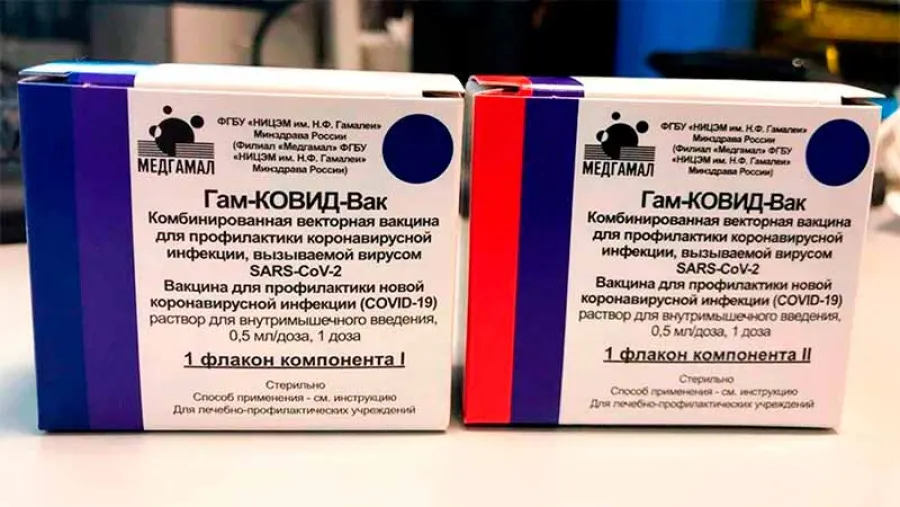 МЕДГАМАЛ
ФГБУ «НИЦЭМ им. Н.Ф. Гамалеи»
Минздрава России
(Филиал «Медгамал» ФГБУ
«НИЦЭМ им. Н.Ф. Гамалеи»
Минздрава России)
Гам-КОВИД-Вак
Комбинированная векторная вакцина
для профилактики коронавирусной
инфекции, вызываемой вирусом
SARS-CoV-2
Вакцина для профилактики новой
коронавирусной инфекции (COVID-19)
раствор для внутримышечного введения,
0,5 мл/доза, 1 доза
1 флакон компонента I
Стерильно
Способ применения - см. инструкцию
Для лечебно-профилактических учреждений
МЕДГАМАЛ
ФГБУ «НИЦЭМ им. Н.Ф. Гамалеи»
Минздрава России
(Филиал «Медгамал» ФГБУ
«НИЦЭМ им. Н.Ф. Гамалеи»
Минздрава России)
Гам-КОВИД-Вак
Комбинированная векторная вакцина
для профилактики коронавирусной
инфекции, вызываемой вирусом
SARS-CoV-2
Вакцина для профилактики новой
коронавирусной инфекции (COVID-19)
раствор для внутримышечного введения,
0,5 мл/доза, 1 доза
1 флакон компонента II
Стерильно
Способ применения - см. инструкцию
Для лечебно-профилактических учреждений